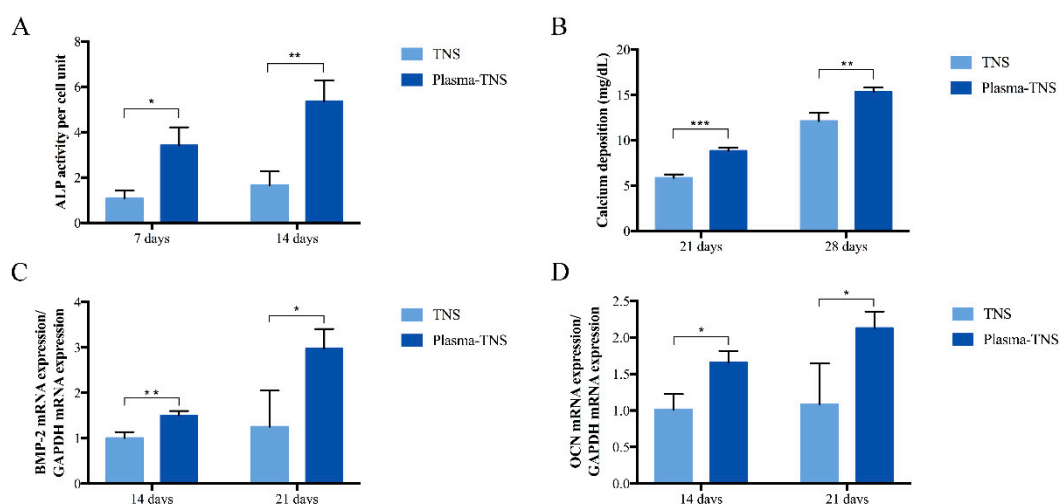 A
ALP activity per cell unit
8
6
4
2
0
*
**
7 days
14 days
TNS
Plasma-TNS
B
Calcium deposition (mg/dL)
20
15
10
5
0
***
**
21 days
28 days
TNS
Plasma-TNS
C
BMP-2 mRNA expression/
GAPDH mRNA expression
4
3
2
1
0
**
*
14 days
21 days
TNS
Plasma-TNS
D
OCN mRNA expression/
GAPDH mRNA expression
2.5
2.0
1.5
1.0
0.5
0.0
*
*
14 days
21 days
TNS
Plasma-TNS